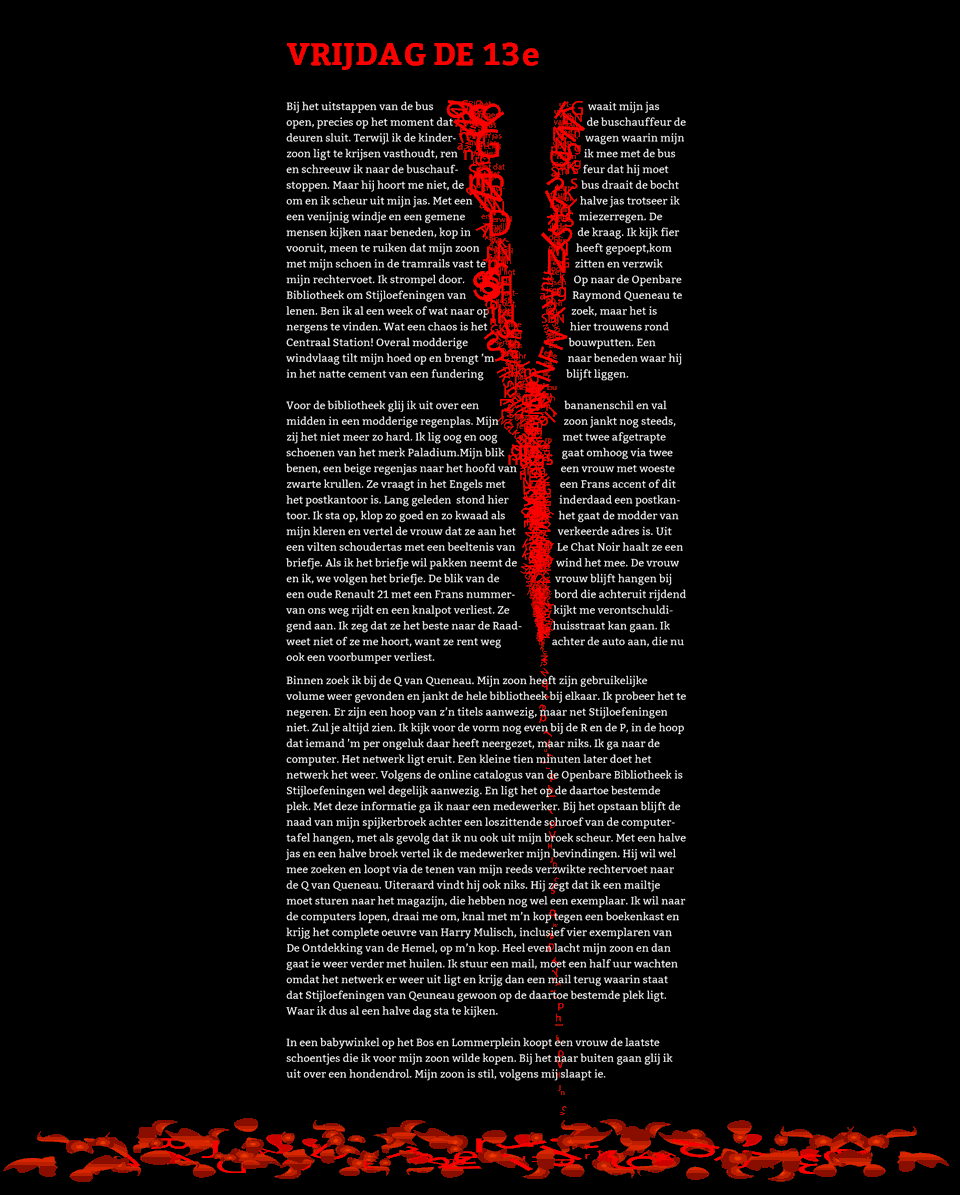 VRIJDAG DE 13e
Bij het uitstappen van de bus waait mijn jas
open, precies op het moment dat de buschauffeur de
deuren sluit. Terwijl ik de kinder- wagen waarin mijn
zoon ligt te krijsen vasthoudt, ren ik mee met de bus
en schreeuw ik naar de buschauf- feur dat hij moet
stoppen. Maar hij hoort me niet, de bus draait de bocht
om en ik scheur uit mijn jas. Met een halve jas trotseer ik
een venijnig windje en een gemene miezerregen. De
mensen kijken naar beneden, kop in de kraag. Ik kijk fier
vooruit, meen te ruiken dat mijn zoon heeft gepoept,kom
met mijn schoen in de tramrails vast te zitten en verzwik
mijn rechtervoet. Ik strompel door. Op naar de Openbare
Bibliotheek om Stijloefeningen van Raymond Queneau te
lenen. Ben ik al een week of wat naar op zoek, maar het is
nergens te vinden. Wat een chaos is het hier trouwens rond
Centraal Station! Overal modderige bouwputten. Een
windvlaag tilt mijn hoed op en brengt 'm naar beneden waar hij
in het natte cement van een fundering blijft liggen.
Voor de bibliotheek glij ik uit over een bananenschil en val
midden in een modderige regenplas. Mijn zoon jankt nog steeds,
zij het niet meer zo hard. Ik lig oog en oog met twee afgetrapte
schoenen van het merk Paladium.Mijn blik gaat omhoog via twee
benen, een beige regenjas naar het hoofd van een vrouw met woeste
zwarte krullen. Ze vraagt in het Engels met een Frans accent of dit
het postkantoor is. Lang geleden stond hier inderdaad een postkan-
toor. Ik sta op, klop zo goed en zo kwaad als het gaat de modder van
mijn kleren en vertel de vrouw dat ze aan het verkeerde adres is. Uit
een vilten schoudertas met een beeltenis van Le Chat Noir haalt ze een
briefje. Als ik het briefje wil pakken neemt de wind het mee. De vrouw
en ik, we volgen het briefje. De blik van de vrouw blijft hangen bij
een oude Renault 21 met een Frans nummer- bord die achteruit rijdend
van ons weg rijdt en een knalpot verliest. Ze kijkt me verontschuldi-
gend aan. Ik zeg dat ze het beste naar de Raad- huisstraat kan gaan. Ik
weet niet of ze me hoort, want ze rent weg achter de auto aan, die nu
ook een voorbumper verliest.
Binnen zoek ik bij de Q van Queneau. Mijn zoon heeft zijn gebruikelijke
volume weer gevonden en jankt de hele bibliotheek bij elkaar. Ik probeer het te
negeren. Er zijn een hoop van z'n titels aanwezig, maar net Stijloefeningen
niet. Zul je altijd zien. Ik kijk voor de vorm nog even bij de R en de P, in de hoop
dat iemand 'm per ongeluk daar heeft neergezet, maar niks. Ik ga naar de
computer. Het netwerk ligt eruit. Een kleine tien minuten later doet het
netwerk het weer. Volgens de online catalogus van de Openbare Bibliotheek is
Stijloefeningen wel degelijk aanwezig. En ligt het op de daartoe bestemde
plek. Met deze informatie ga ik naar een medewerker. Bij het opstaan blijft de
naad van mijn spijkerbroek achter een loszittende schroef van de computer-
tafel hangen, met als gevolg dat ik nu ook uit mijn broek scheur. Met een halve
jas en een halve broek vertel ik de medewerker mijn bevindingen. Hij wil wel
mee zoeken en loopt via de tenen van mijn reeds verzwikte rechtervoet naar
de Q van Queneau. Uiteraard vindt hij ook niks. Hij zegt dat ik een mailtje
moet sturen naar het magazijn, die hebben nog wel een exemplaar. Ik wil naar
de computers lopen, draai me om, knal met m'n kop tegen een boekenkast en
krijg het complete oeuvre van Harry Mulisch, inclusief vier exemplaren van
De Ontdekking van de Hemel, op m'n kop. Heel even lacht mijn zoon en dan
gaat ie weer verder met huilen. Ik stuur een mail, moet een half uur wachten
omdat het netwerk er weer uit ligt en krijg dan een mail terug waarin staat
dat Stijloefeningen van Qeuneau gewoon op de daartoe bestemde plek ligt.
Waar ik dus al een halve dag sta te kijken.
In een babywinkel op het Bos en Lommerplein koopt een vrouw de laatste
schoentjes die ik voor mijn zoon wilde kopen. Bij het naar buiten gaan glij ik
uit over een hondendrol. Mijn zoon is stil, volgens mij slaapt ie.